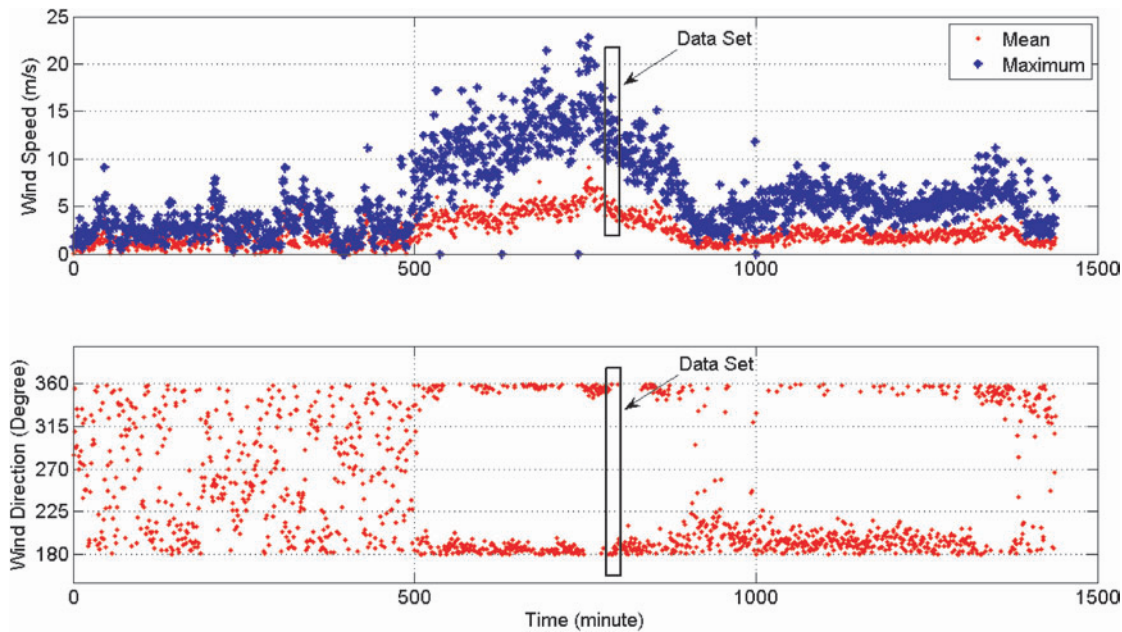 25
20
15
10
5
0
Wind Speed (m/s)
Data Set
Mean
Maximum
0
500
1000
1500
360
315
270
225
180
Wind Direction (Degree)
Data Set
0
500
1000
1500
Time (minute)